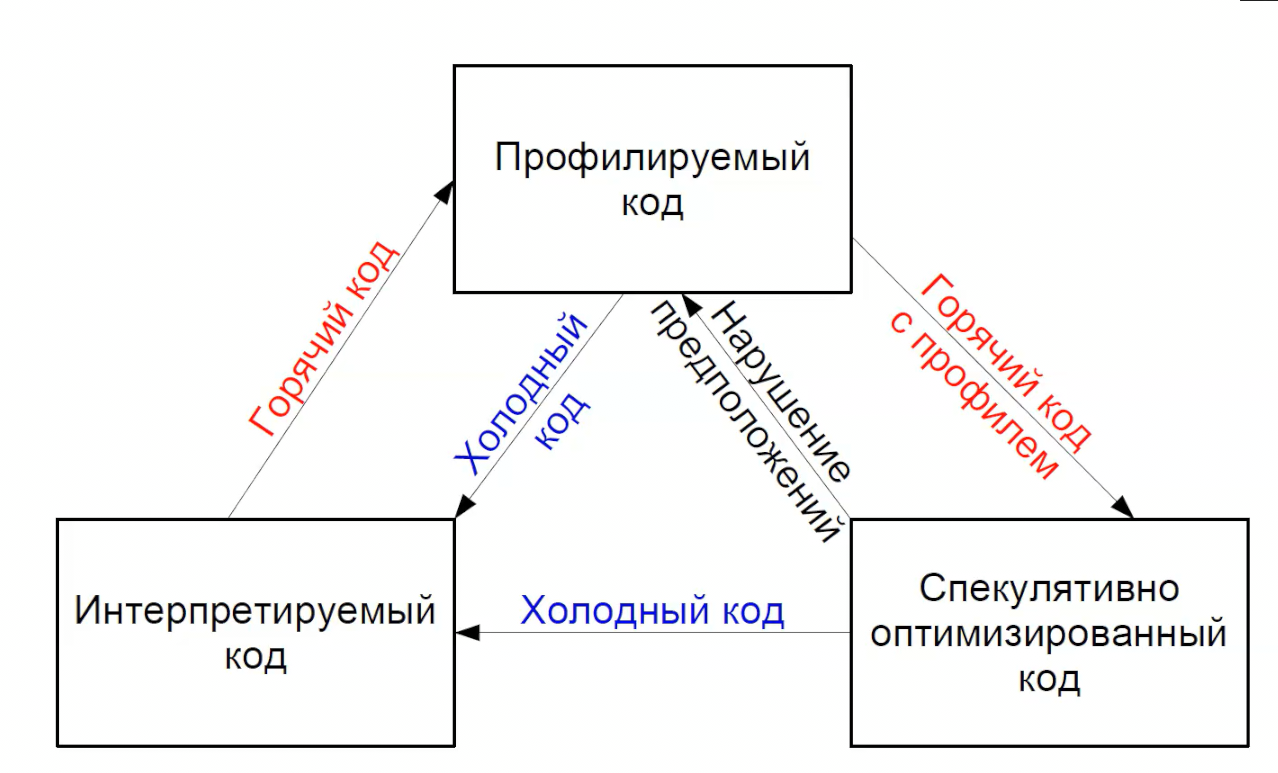 Профилируемый
код
Горячий код
Холодный
код
Нарушение
предположений
Горячий код
с профилем
Интерпретируемый
код
Холодный код
Спекулятивно
оптимизированный
код